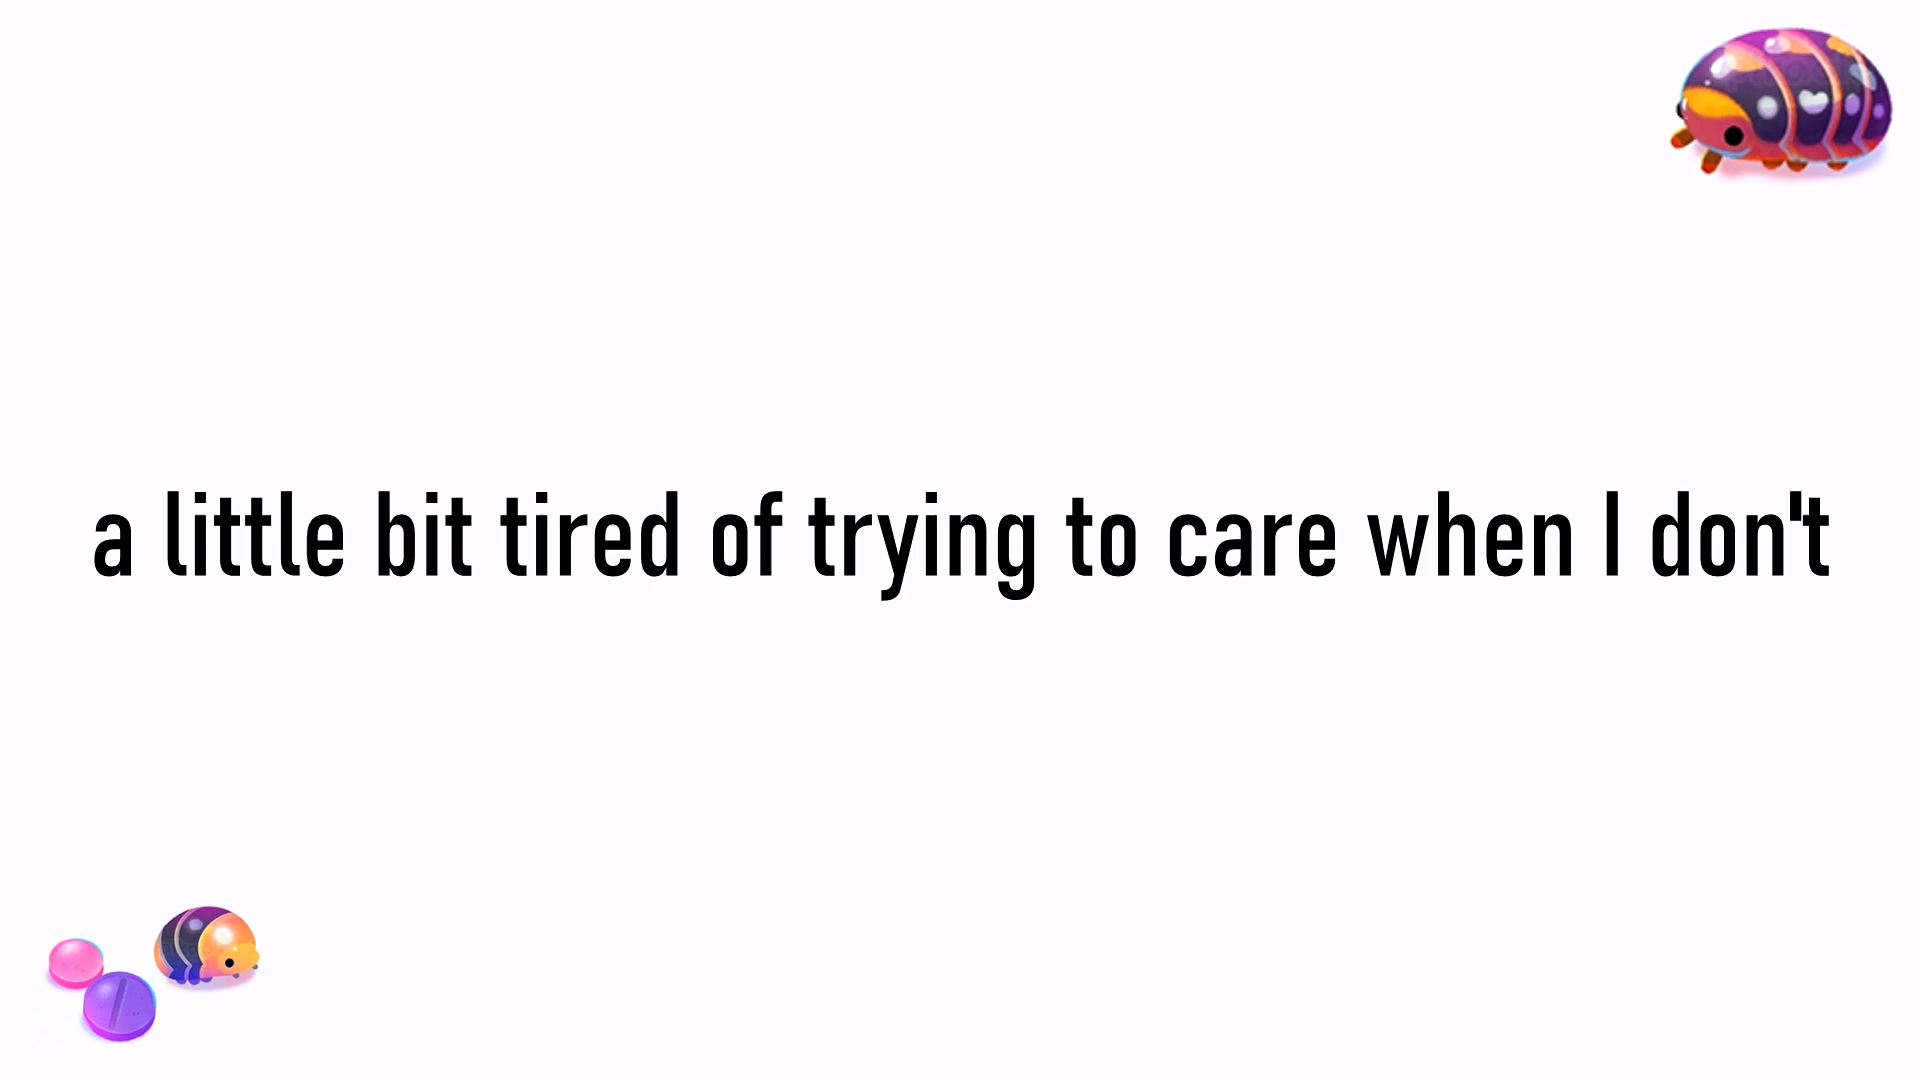 a little bit tired of trying to care when I don't